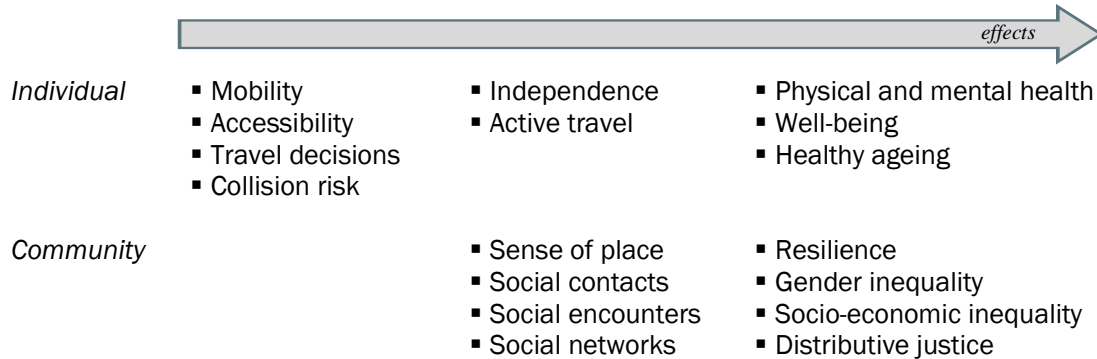 effects
Individual ▪ Mobility ▪ Independence ▪ Physical and mental health
▪ Accessibility ▪ Active travel ▪ Well-being
▪ Travel decisions ▪ Healthy ageing
▪ Collision risk
Community ▪ Sense of place ▪ Resilience
▪ Social contacts ▪ Gender inequality
▪ Social encounters ▪ Socio-economic inequality
▪ Social networks ▪ Distributive justice